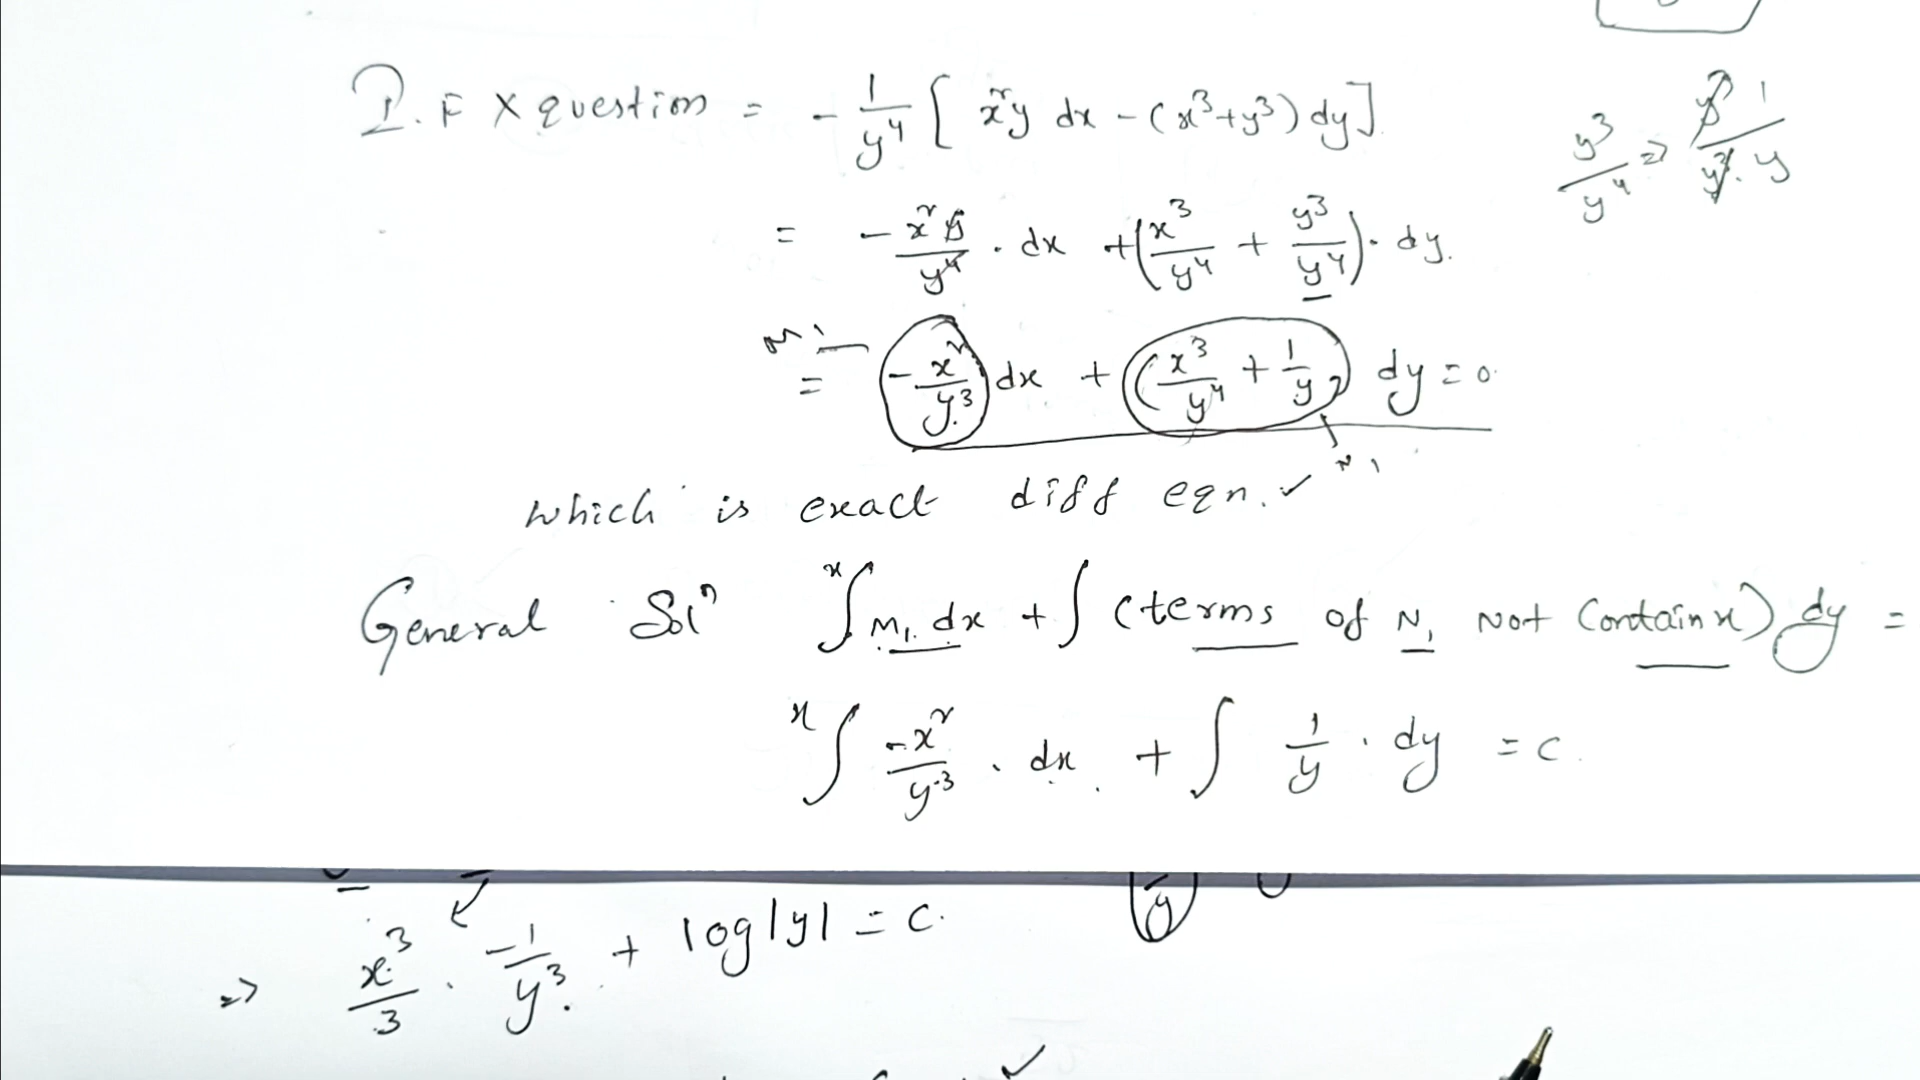 I.F X question = - 1/y⁴ [ x²y dx - (x³+y³) dy]
y³/y⁴ => y³ 1/y³. y
= - x²y/y⁴ . dx + (x³/y⁴ + y³/y⁴). dy.
M₁
= - x²/y³ dx + (x³/y⁴ + 1/y) dy = 0
N₁
which is exact diff eqn. ✓
General Solⁿ x∫ M₁. dx + ∫ (terms of N₁ Not Contain x) dy =
x∫ -x²/y³ . dx + ∫ 1/y . dy = c
=> x³/3 . -1/y³ + log|y| = c.